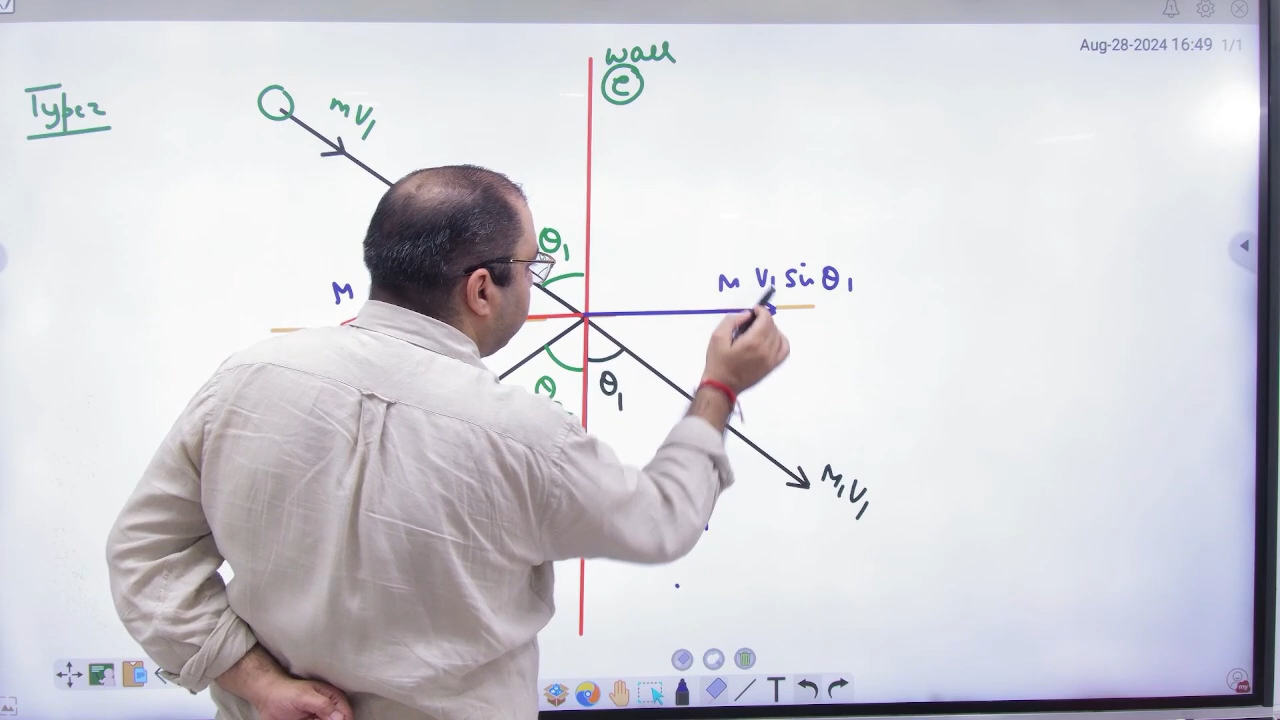 Aug-28-2024 16:49 1/1
wall
e
Type2
mV1
θ1
M V1 sin θ1
M
θ
θ1
M1V1
T